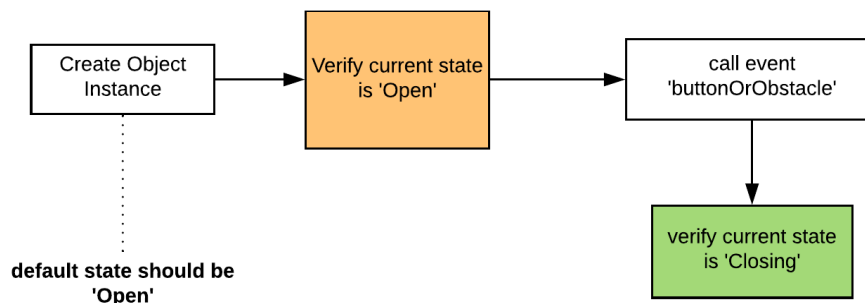 Create Object
Instance
Verify current state
is 'Open'
call event
'buttonOrObstacle'
verify current state
is 'Closing'
default state should be
'Open'